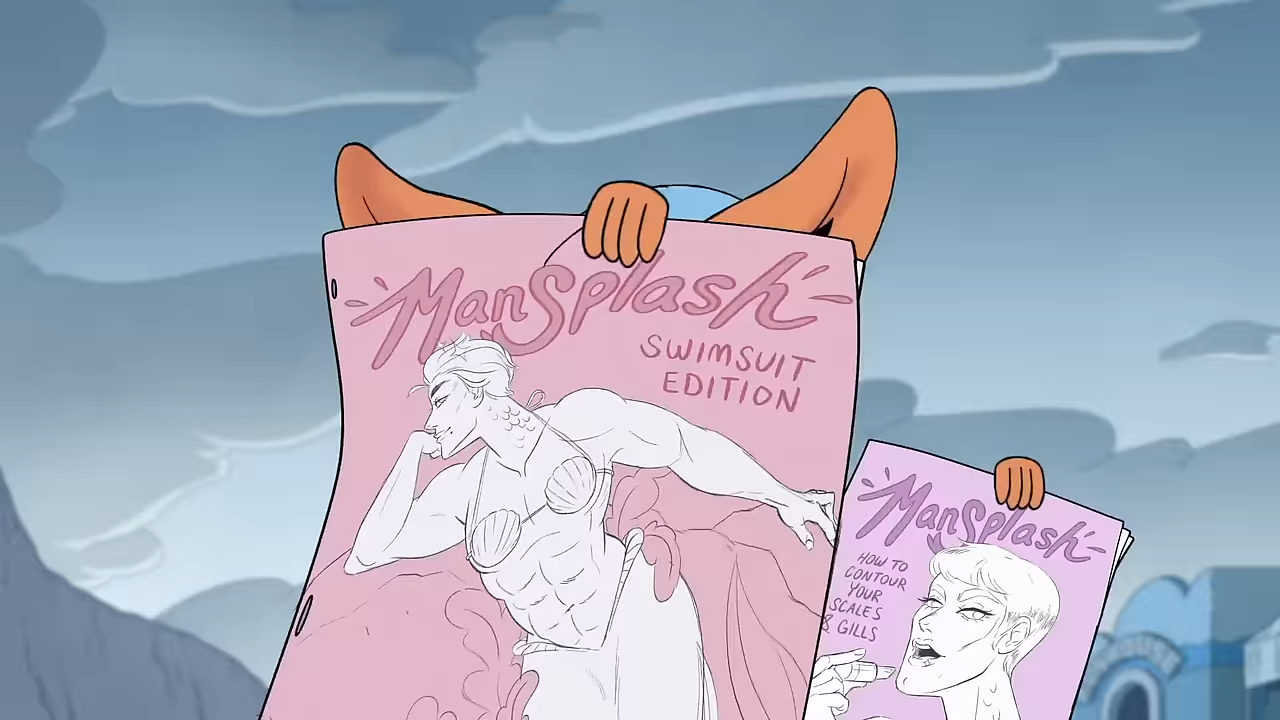 ManSplash
SWIMSUIT
EDITION
ManSplash
HOW TO
CONTOUR
YOUR
SCALES
& GILLS